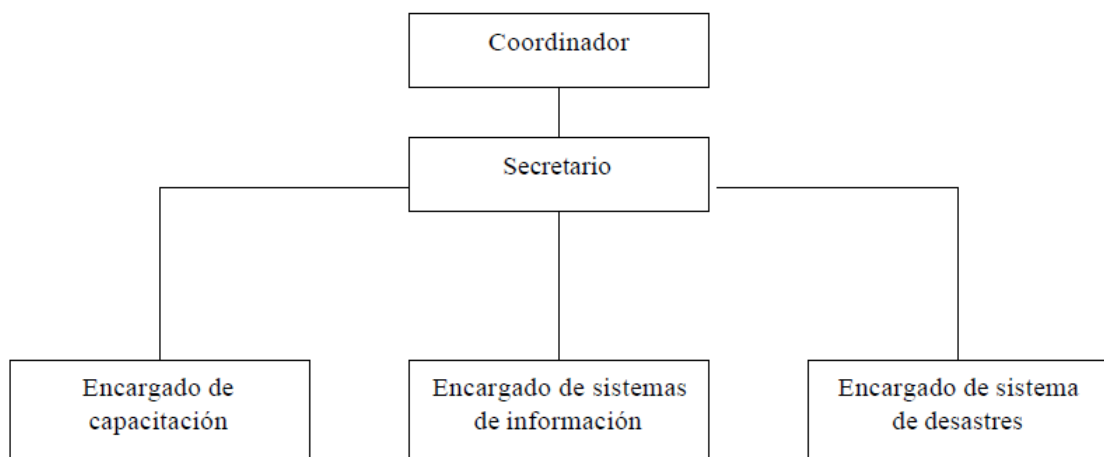 Coordinador
Secretario
Encargado de
capacitación
Encargado de sistemas
de información
Encargado de sistema
de desastres